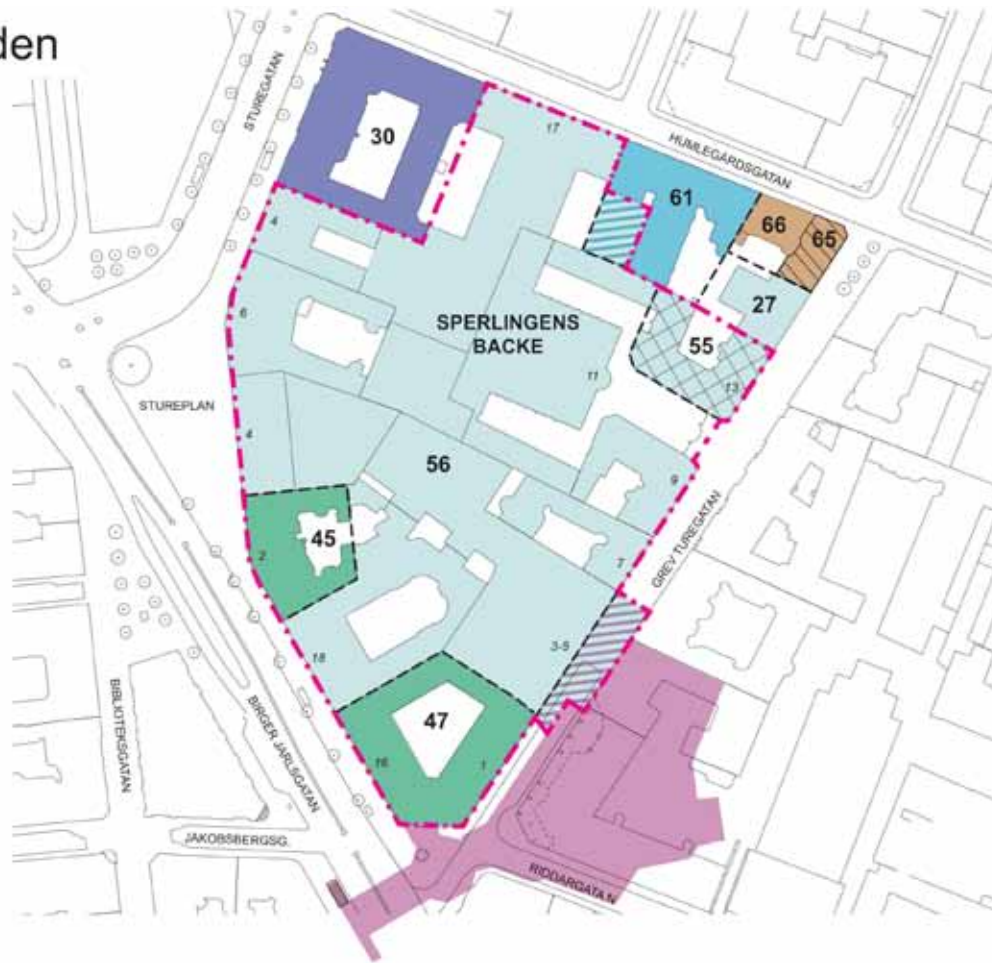 den
STUREGATAN
30
17
HUMLEGÅRDSGATAN
61
66
65
4
27
6
SPERLINGENS
BACKE
55
11
13
STUREPLAN
4
56
9
GREV TUREGATAN
45
2
7
3-5
18
47
16
1
BIBLIOTEKSGATAN
BIRGER JARLSGATAN
JAKOBSBERGSG.
RIDDARGATAN